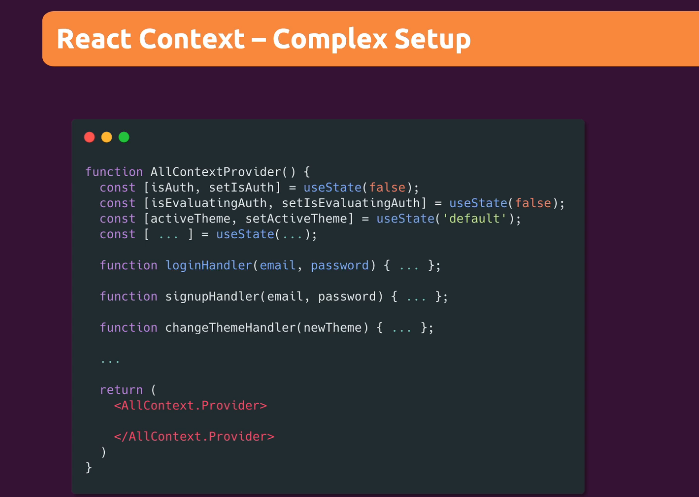 React Context – Complex Setup
function AllContextProvider() {
  const [isAuth, setIsAuth] = useState(false);
  const [isEvaluatingAuth, setIsEvaluatingAuth] = useState(false);
  const [activeTheme, setActiveTheme] = useState('default');
  const [ ... ] = useState(...);
  function loginHandler(email, password) { ... };
  function signupHandler(email, password) { ... };
  function changeThemeHandler(newTheme) { ... };
  ...
  return (
    <AllContext.Provider>
    </AllContext.Provider>
  )
}